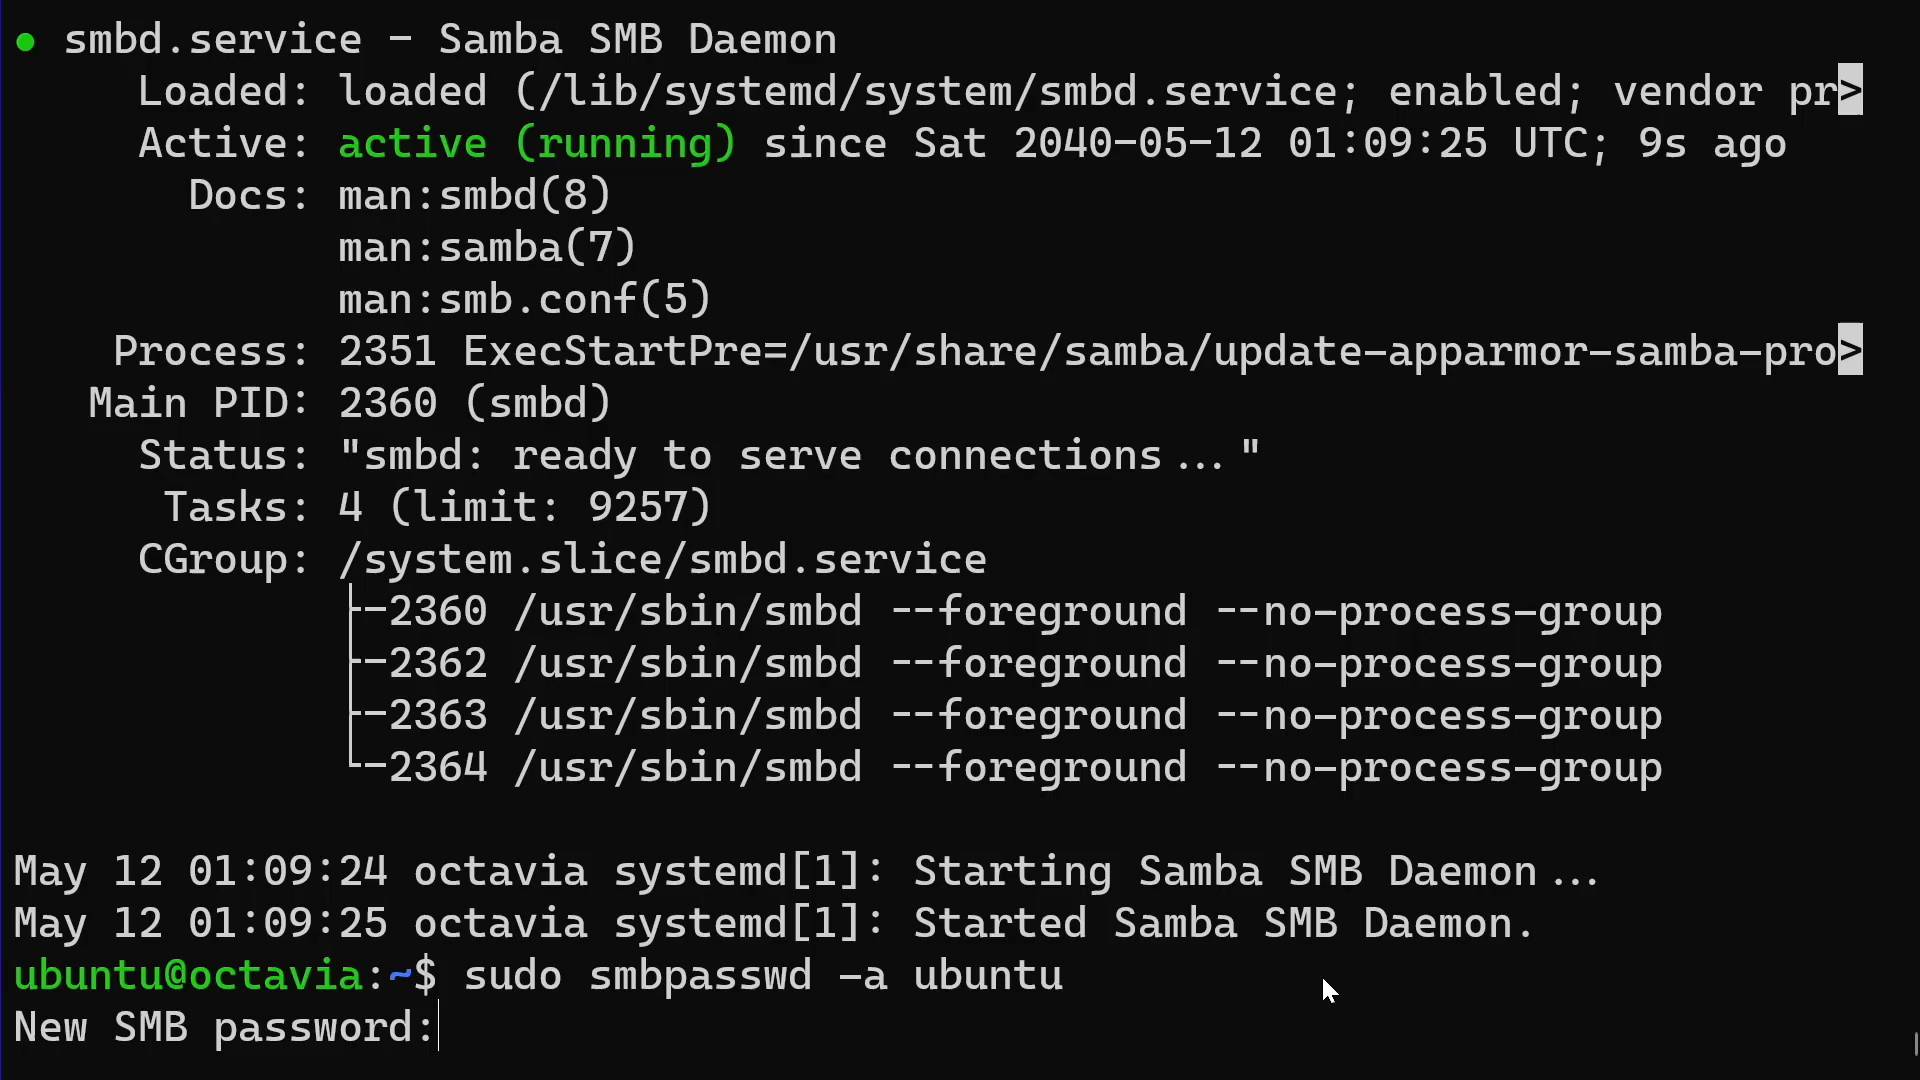 ● smbd.service - Samba SMB Daemon
Loaded: loaded (/lib/systemd/system/smbd.service; enabled; vendor pr>
Active: active (running) since Sat 2040-05-12 01:09:25 UTC; 9s ago
Docs: man:smbd(8)
man:samba(7)
man:smb.conf(5)
Process: 2351 ExecStartPre=/usr/share/samba/update-apparmor-samba-pro>
Main PID: 2360 (smbd)
Status: "smbd: ready to serve connections..."
Tasks: 4 (limit: 9257)
CGroup: /system.slice/smbd.service
├─2360 /usr/sbin/smbd --foreground --no-process-group
├─2362 /usr/sbin/smbd --foreground --no-process-group
├─2363 /usr/sbin/smbd --foreground --no-process-group
└─2364 /usr/sbin/smbd --foreground --no-process-group
May 12 01:09:24 octavia systemd[1]: Starting Samba SMB Daemon...
May 12 01:09:25 octavia systemd[1]: Started Samba SMB Daemon.
ubuntu@octavia:~$ sudo smbpasswd -a ubuntu
New SMB password: